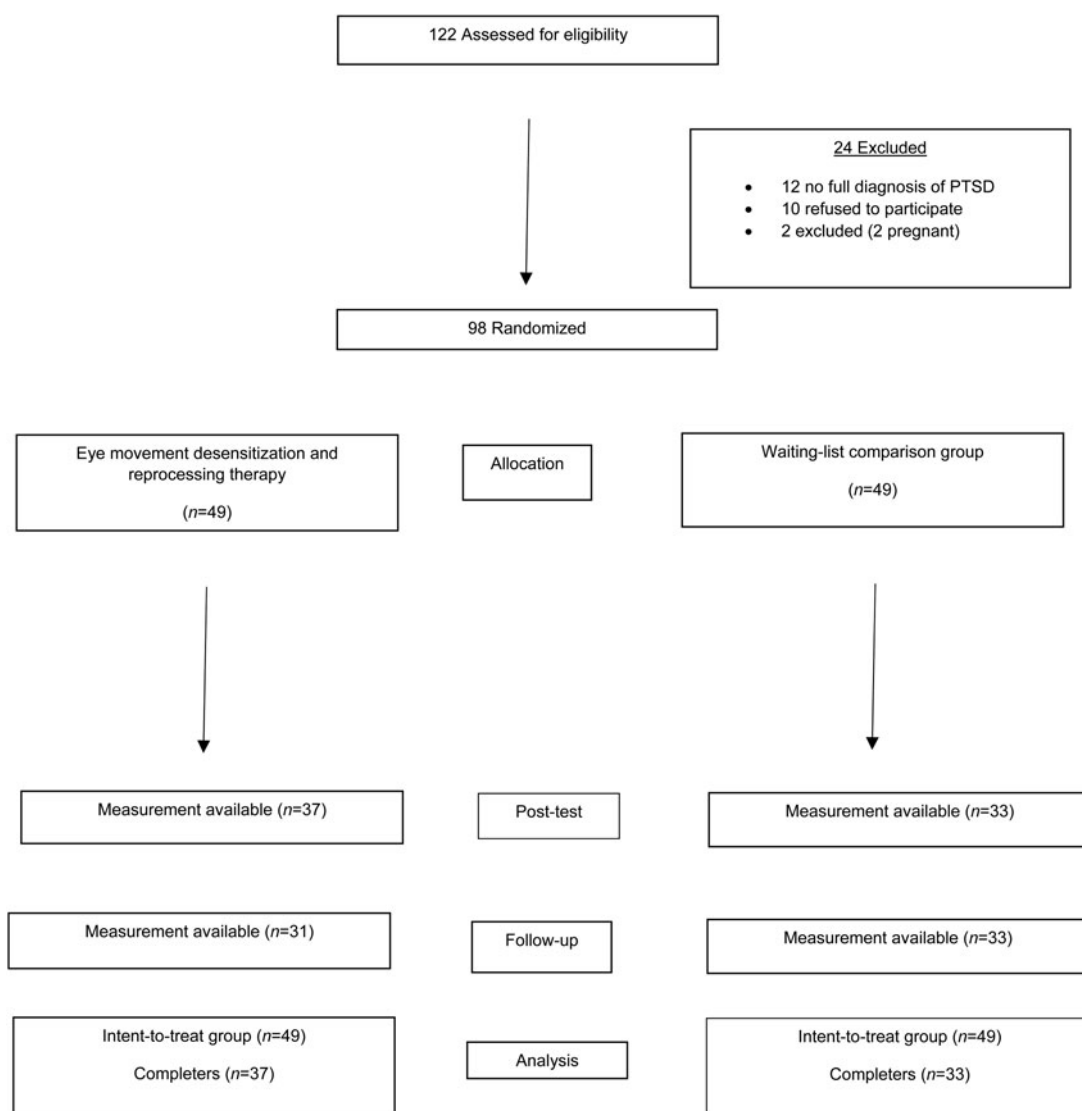 122 Assessed for eligibility
24 Excluded
• 12 no full diagnosis of PTSD
• 10 refused to participate
• 2 excluded (2 pregnant)
98 Randomized
Eye movement desensitization and
reprocessing therapy
(n=49)
Allocation
Waiting-list comparison group
(n=49)
Measurement available (n=37)
Post-test
Measurement available (n=33)
Measurement available (n=31)
Follow-up
Measurement available (n=33)
Intent-to-treat group (n=49)
Completers (n=37)
Analysis
Intent-to-treat group (n=49)
Completers (n=33)